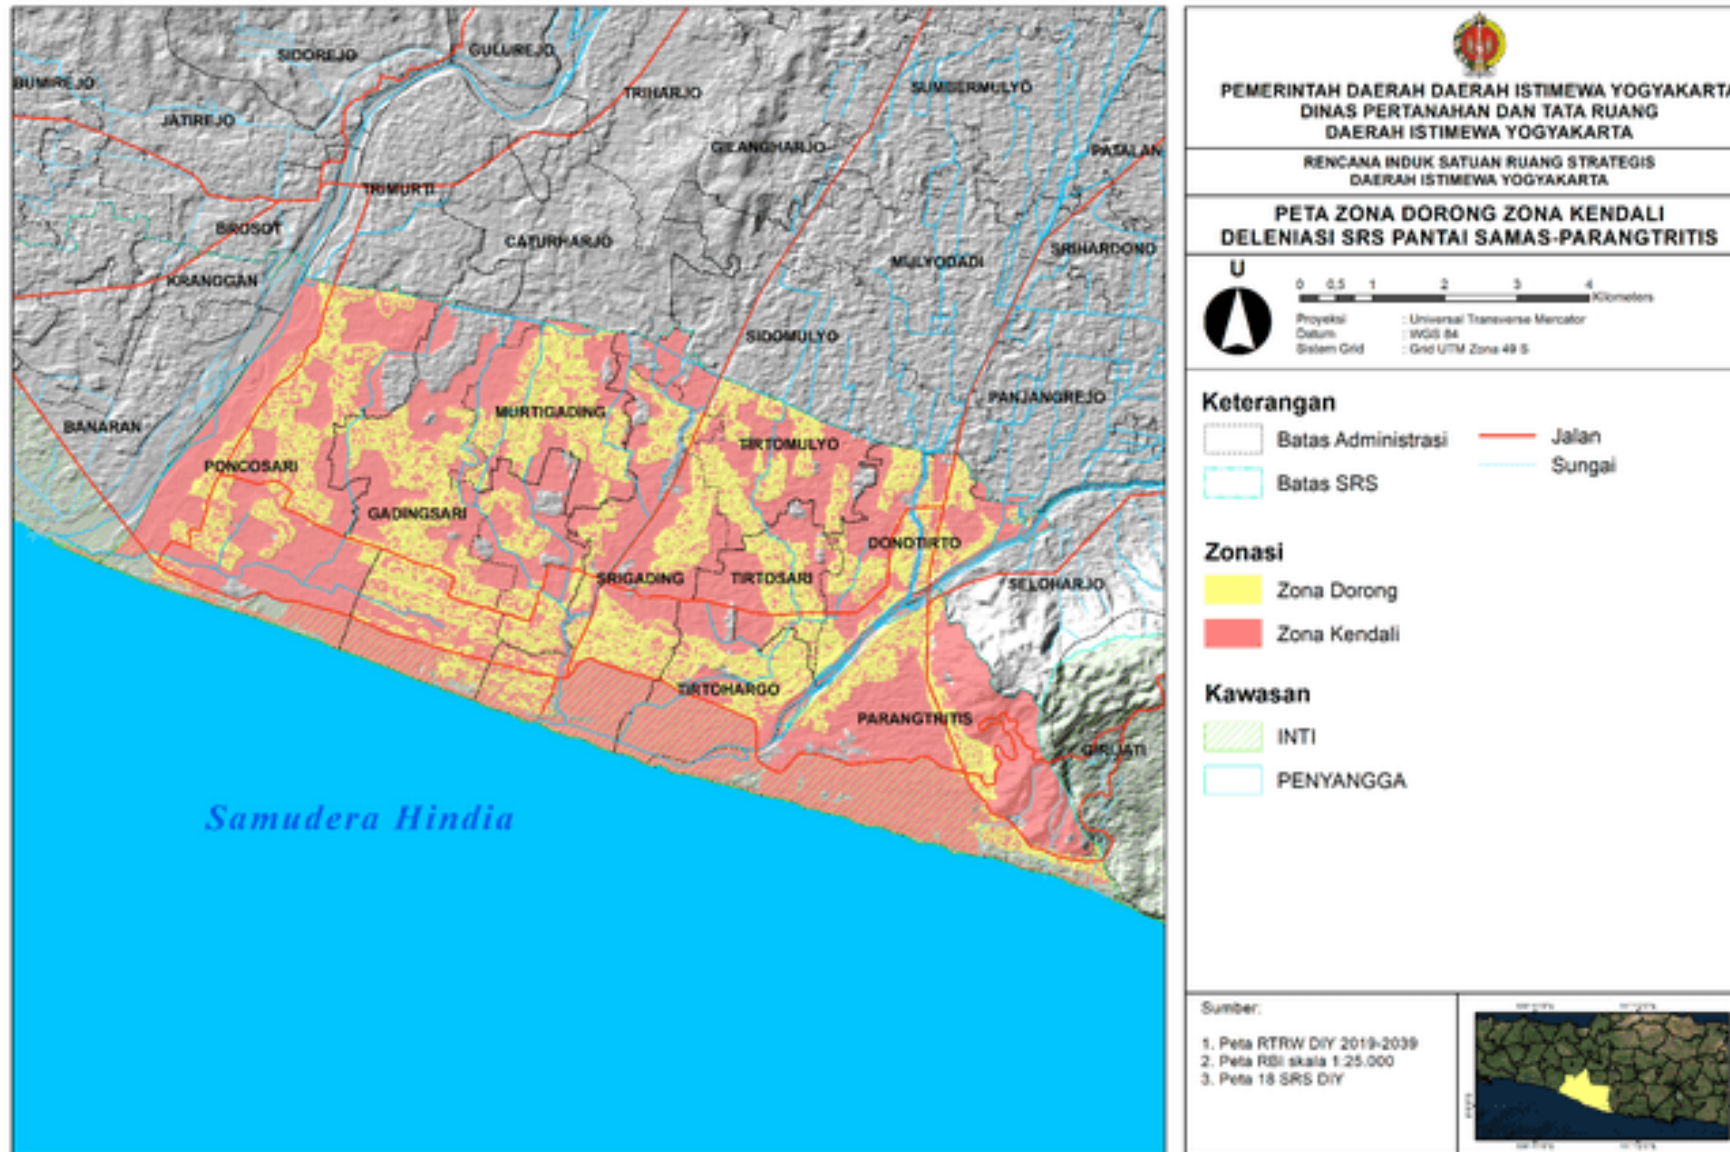 SIDOREJO
GULUREJO
BUMIREJO
TRIHARJO
SUMBERMULYO
JATIREJO
GILANGHARJO
PATALAN
TRIMURTI
BROSOT
CATURHARJO
SRIHARDONO
MULYODADI
KRANGGAN
SIDOMULYO
PANJANGREJO
BANARAN
MURTIGADING
TIRTOMULYO
PONCOSARI
GADINGSARI
DONOTIRTO
SRIGADING
TIRTOSARI
SELOHARJO
TIRTOHARGO
PARANGTRITIS
GIRIJATI
Samudera Hindia
PEMERINTAH DAERAH DAERAH ISTIMEWA YOGYAKARTA
DINAS PERTANAHAN DAN TATA RUANG
DAERAH ISTIMEWA YOGYAKARTA
RENCANA INDUK SATUAN RUANG STRATEGIS
DAERAH ISTIMEWA YOGYAKARTA
PETA ZONA DORONG ZONA KENDALI
DELENIASI SRS PANTAI SAMAS-PARANGTRITIS
U
0 0,5 1 2 3 4
Kilometers
Proyeksi : Universal Transverse Mercator
Datum : WGS 84
Sistem Grid : Grid UTM Zona 49 S
Keterangan
Batas Administrasi Jalan
Batas SRS Sungai
Zonasi
Zona Dorong
Zona Kendali
Kawasan
INTI
PENYANGGA
Sumber:
1. Peta RTRW DIY 2019-2039
2. Peta RBI skala 1:25.000
3. Peta 18 SRS DIY